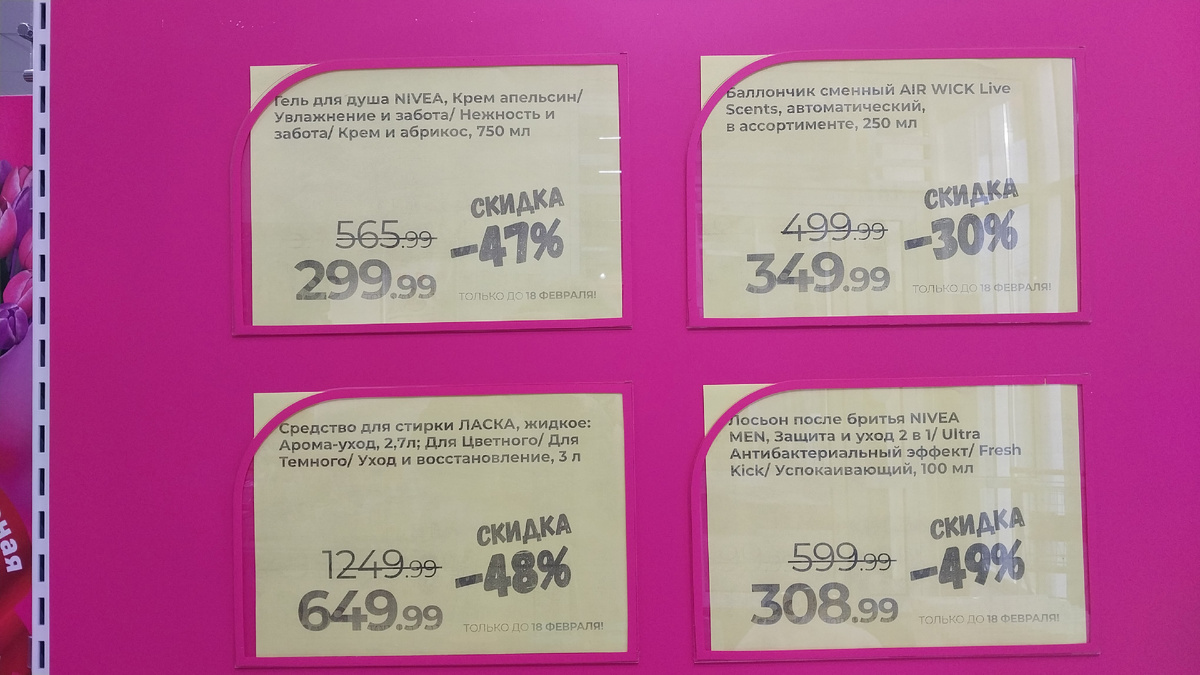 Гель для душа NIVEA, Крем апельсин/
Увлажнение и забота/ Нежность и
забота/ Крем и абрикос, 750 мл
СКИДКА
565.99
-47%
299.99
ТОЛЬКО ДО 18 ФЕВРАЛЯ!
Баллончик сменный AIR WICK Live
Scents, автоматический,
в ассортименте, 250 мл
СКИДКА
499.99
-30%
349.99
ТОЛЬКО ДО 18 ФЕВРАЛЯ!
Средство для стирки ЛАСКА, жидкое:
Арома-уход, 2,7л; Для Цветного/ Для
Темного/ Уход и восстановление, 3 л
СКИДКА
1249.99
-48%
649.99
ТОЛЬКО ДО 18 ФЕВРАЛЯ!
Лосьон после бритья NIVEA
MEN, Защита и уход 2 в 1/ Ultra
Антибактериальный эффект/ Fresh
Kick/ Успокаивающий, 100 мл
СКИДКА
599.99
-49%
308.99
ТОЛЬКО ДО 18 ФЕВРАЛЯ!